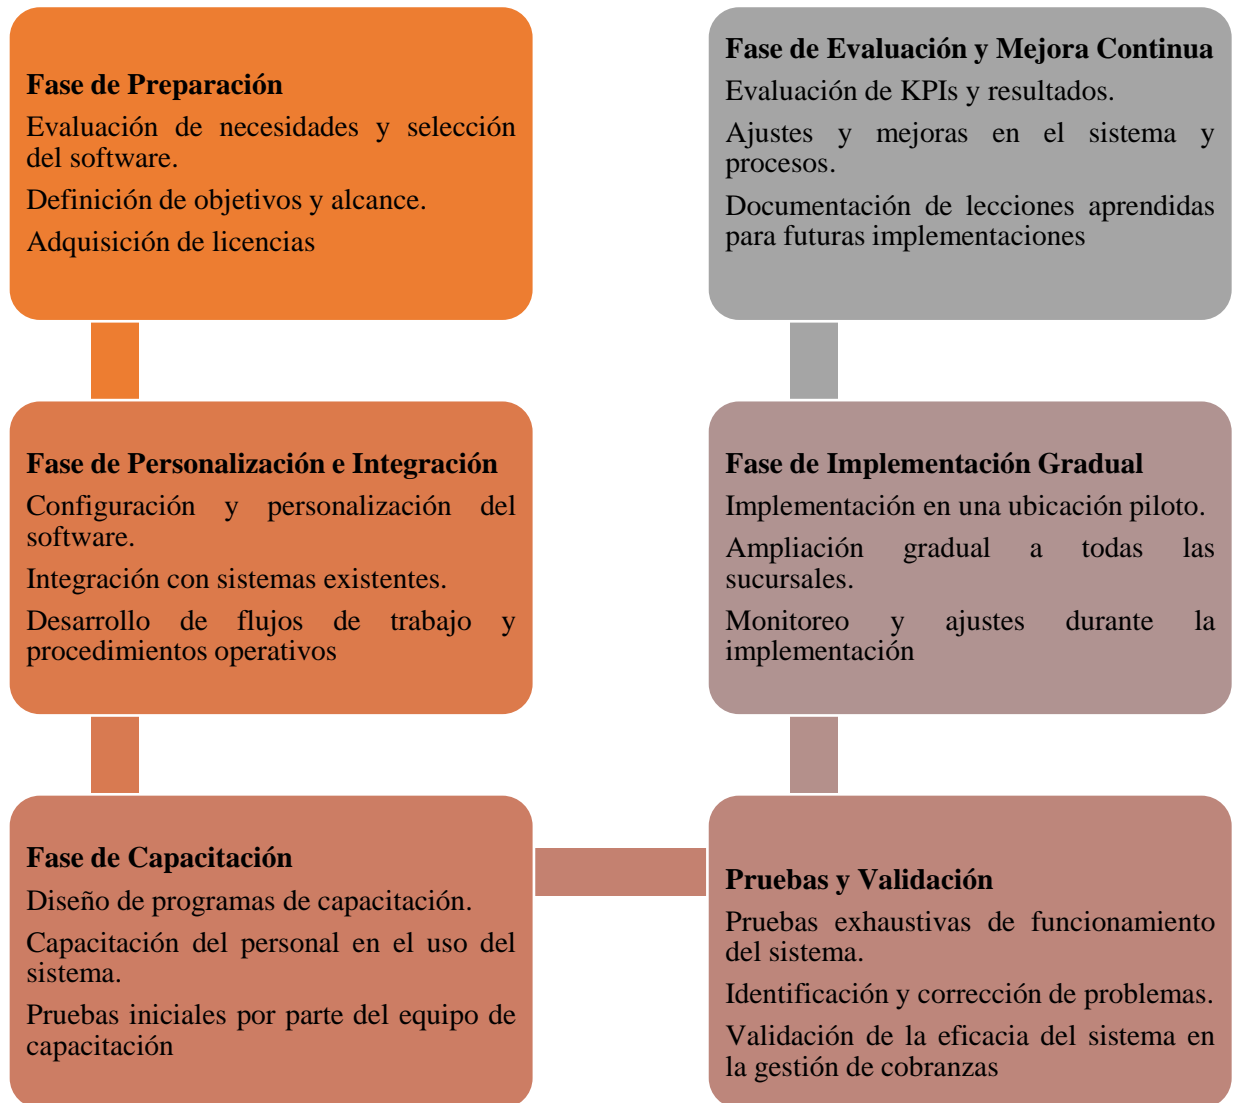 Fase de Preparación
Evaluación de necesidades y selección
del software.
Definición de objetivos y alcance.
Adquisición de licencias
Fase de Personalización e Integración
Configuración y personalización del
software.
Integración con sistemas existentes.
Desarrollo de flujos de trabajo y
procedimientos operativos
Fase de Capacitación
Diseño de programas de capacitación.
Capacitación del personal en el uso del
sistema.
Pruebas iniciales por parte del equipo de
capacitación
Pruebas y Validación
Pruebas exhaustivas de funcionamiento
del sistema.
Identificación y corrección de problemas.
Validación de la eficacia del sistema en
la gestión de cobranzas
Fase de Implementación Gradual
Implementación en una ubicación piloto.
Ampliación gradual a todas las
sucursales.
Monitoreo y ajustes durante la
implementación
Fase de Evaluación y Mejora Continua
Evaluación de KPIs y resultados.
Ajustes y mejoras en el sistema y
procesos.
Documentación de lecciones aprendidas
para futuras implementaciones